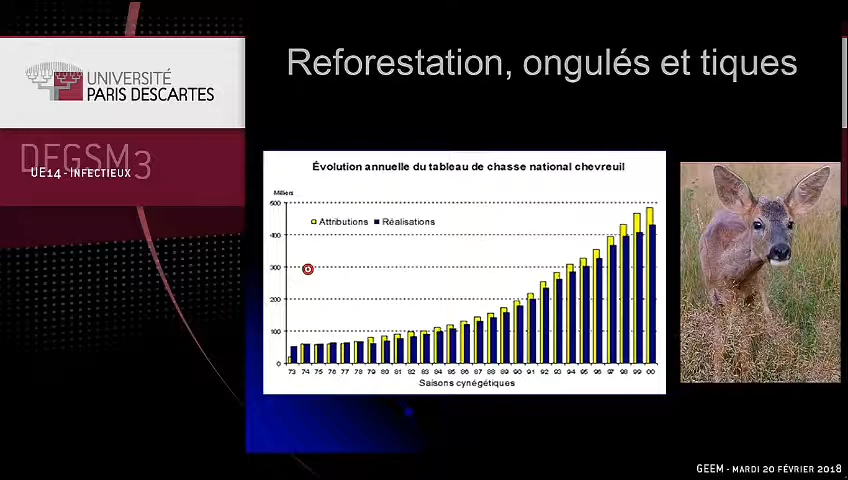 Reforestation, ongulés et tiques
UNIVERSITÉ
PARIS DESCARTES
DFGSM3
UE14 - INFECTIEUX
Évolution annuelle du tableau de chasse national chevreuil
Milliers
500
400
300
200
100
0
Attributions Réalisations
73 74 75 76 77 78 79 80 81 82 83 84 85 86 87 88 89 90 91 92 93 94 95 96 97 98 99 00
Saisons cynégétiques
GEEM - MARDI 20 FÉVRIER 2018